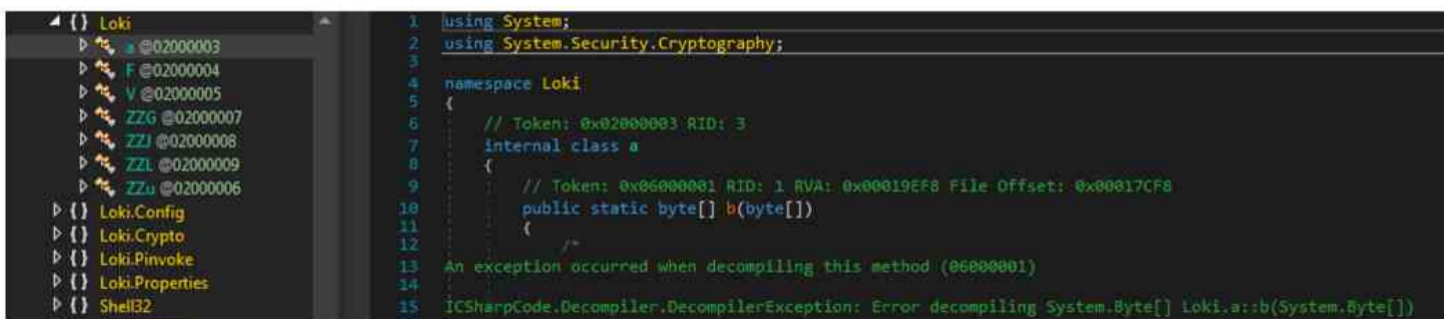 {} Loki
a @02000003
F @02000004
V @02000005
ZZG @02000007
ZZJ @02000008
ZZL @02000009
ZZu @02000006
{} Loki.Config
{} Loki.Crypto
{} Loki.Pinvoke
{} Loki.Properties
{} Shell32
1 using System;
2 using System.Security.Cryptography;
3
4 namespace Loki
5 {
6 // Token: 0x02000003 RID: 3
7 internal class a
8 {
9 // Token: 0x06000001 RID: 1 RVA: 0x00019EF8 File Offset: 0x00017CF8
10 public static byte[] b(byte[])
11 {
12 /*
13 An exception occurred when decompiling this method (06000001)
14
15 ICSharpCode.Decompiler.DecompilerException: Error decompiling System.Byte[] Loki.a::b(System.Byte[])